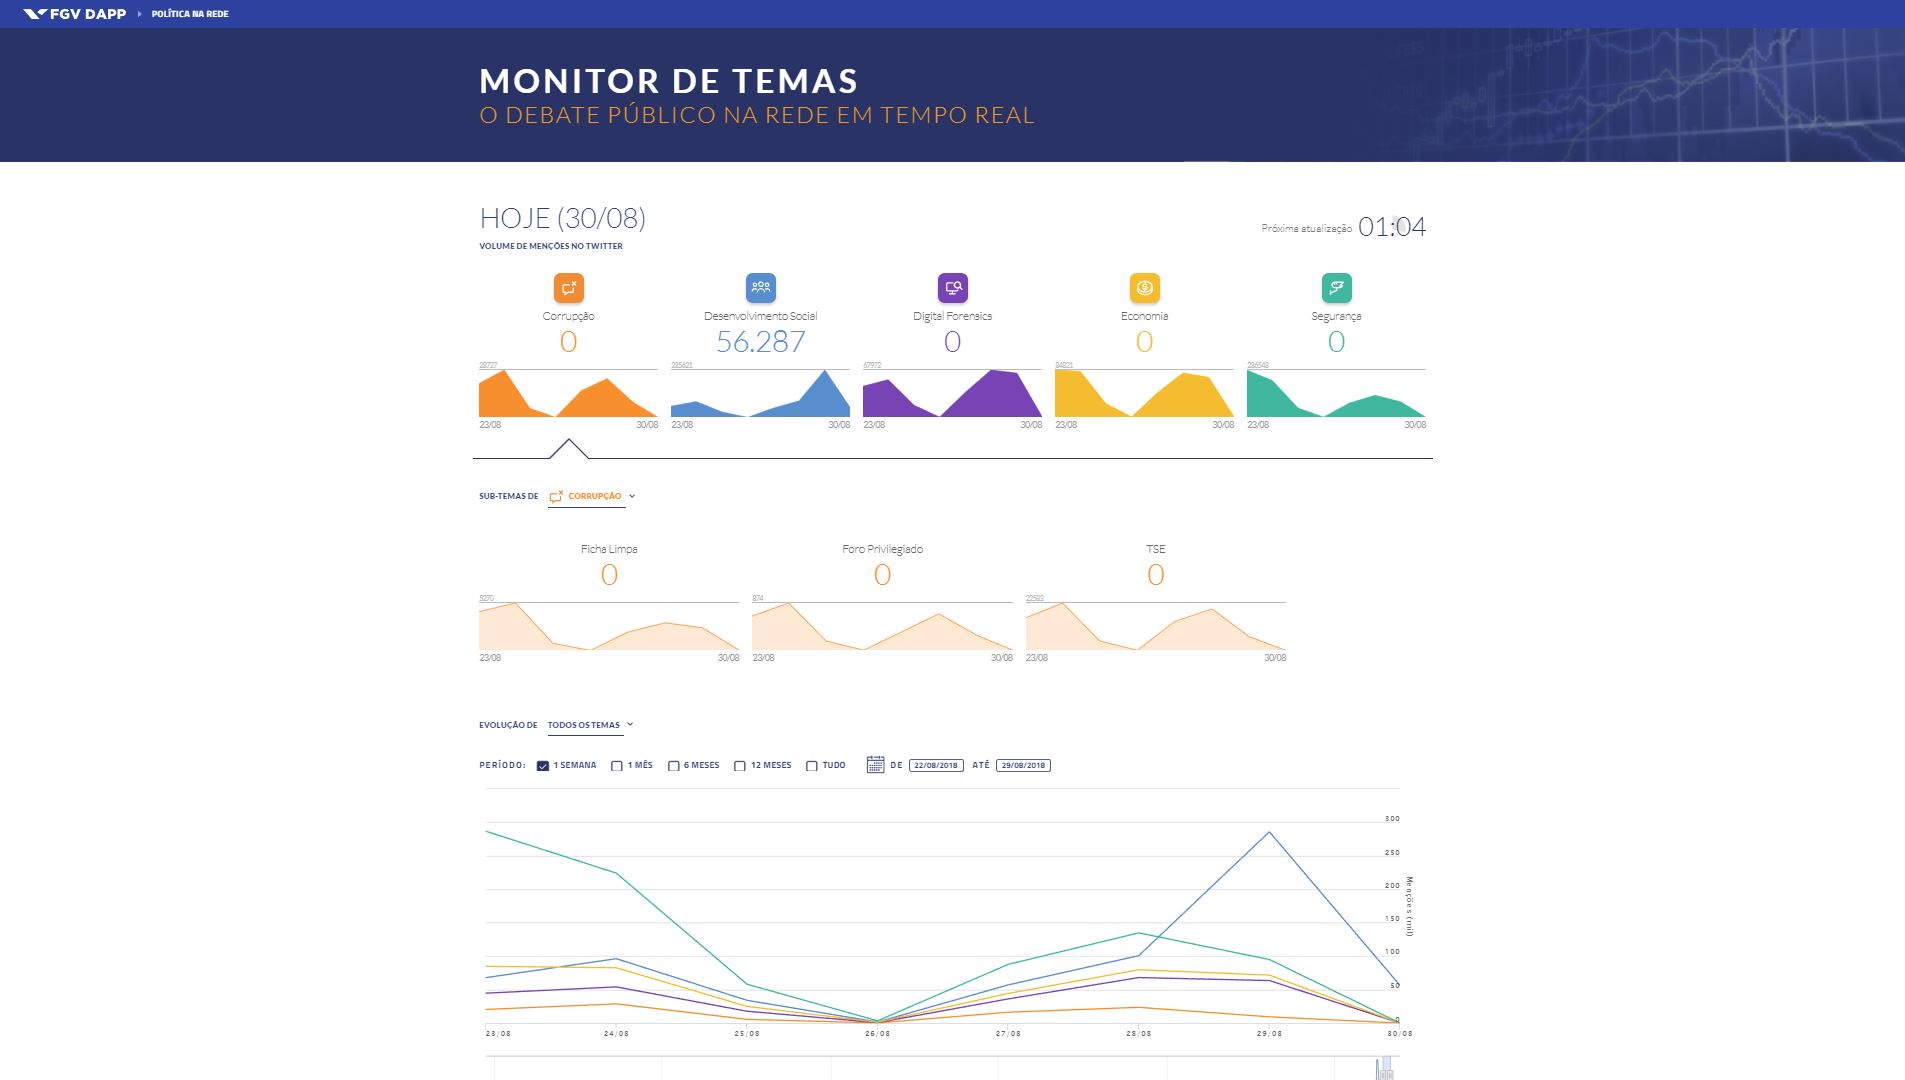 FGV DAPP POLÍTICA NA REDE
MONITOR DE TEMAS
O DEBATE PÚBLICO NA REDE EM TEMPO REAL
HOJE (30/08)
VOLUME DE MENÇÕES NO TWITTER
Próxima atualização 01:04
Corrupção Desenvolvimento Social Digital Forensics Economia Segurança
0 56.287 0 0 0
28727 285621 67972 84821 286548
23/08 30/08 23/08 30/08 23/08 30/08 23/08 30/08 23/08 30/08
SUB-TEMAS DE CORRUPÇÃO
Ficha Limpa Foro Privilegiado TSE
0 0 0
5270 874 22583
23/08 30/08 23/08 30/08 23/08 30/08
EVOLUÇÃO DE TODOS OS TEMAS
PERÍODO: 1 SEMANA 1 MÊS 6 MESES 12 MESES TUDO DE 22/08/2018 ATÉ 29/08/2018
300
250
200
150
100
50
0
Menções (mil)
23/08 24/08 25/08 26/08 27/08 28/08 29/08 30/08